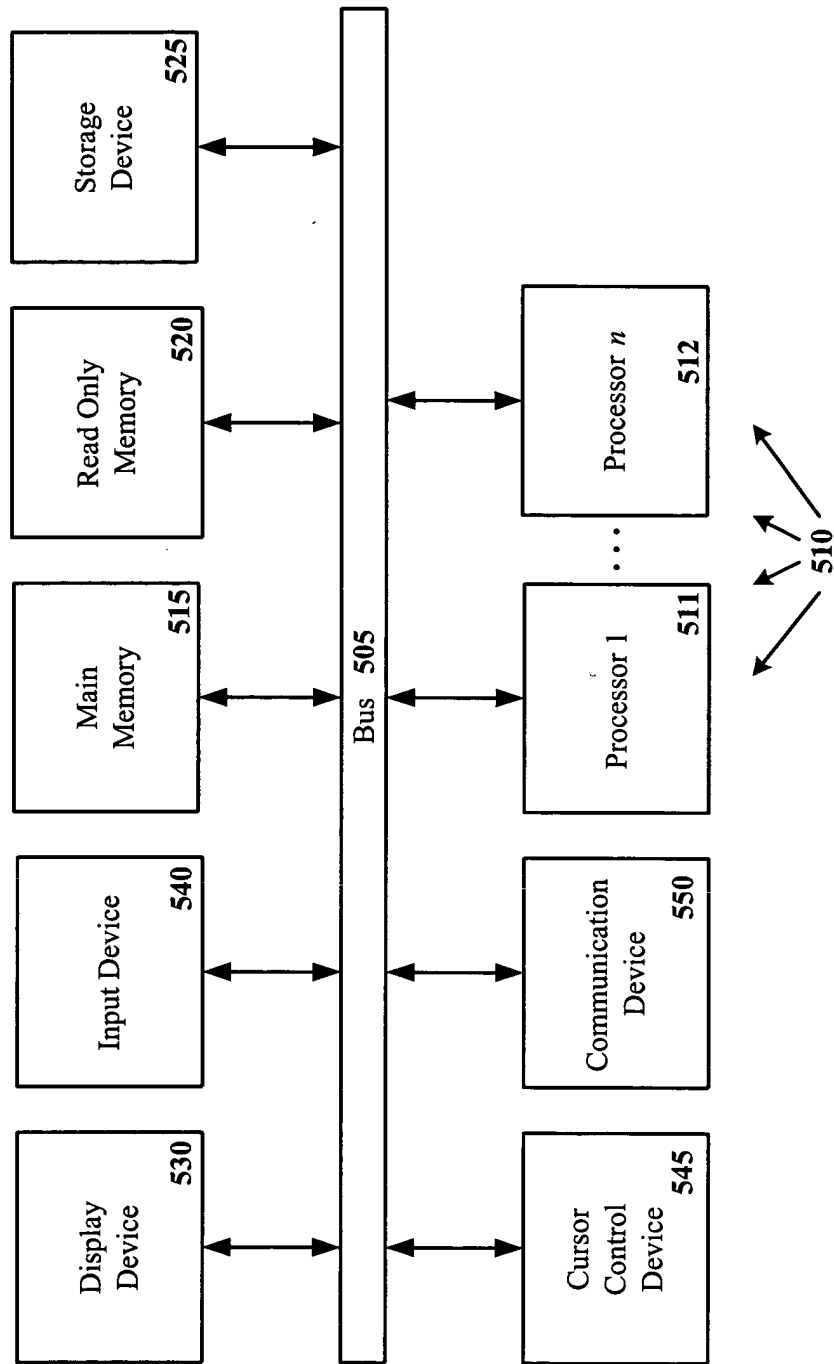 Display
Device
530
Input Device
540
Main
Memory
515
Read Only
Memory
520
Storage
Device
525
Bus 505
Cursor
Control
Device
545
Communication
Device
550
Processor 1
511
...
Processor n
512
510